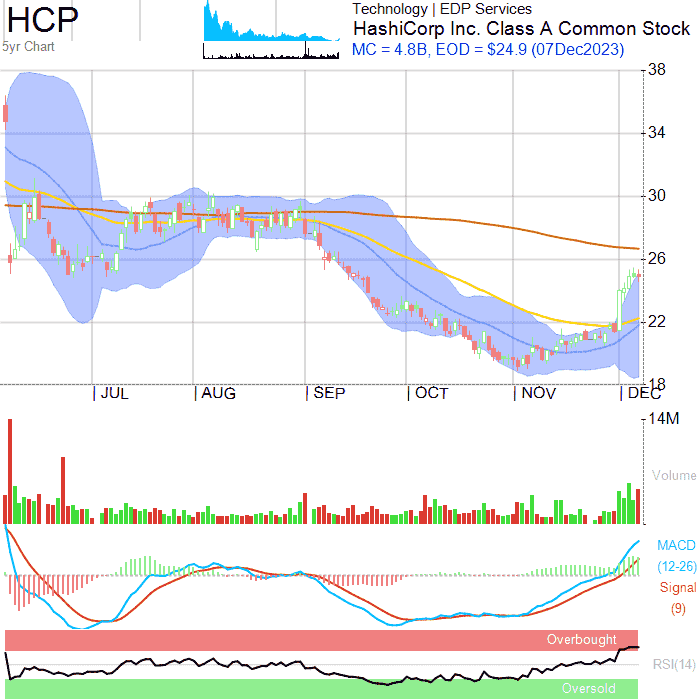 HCP
5yr Chart
Technology | EDP Services
HashiCorp Inc. Class A Common Stock
MC = 4.8B, EOD = $24.9 (07Dec2023)
38
34
30
26
22
18
JUL AUG SEP OCT NOV DEC
14M
Volume
MACD
(12-26)
Signal
(9)
Overbought
RSI(14)
Oversold